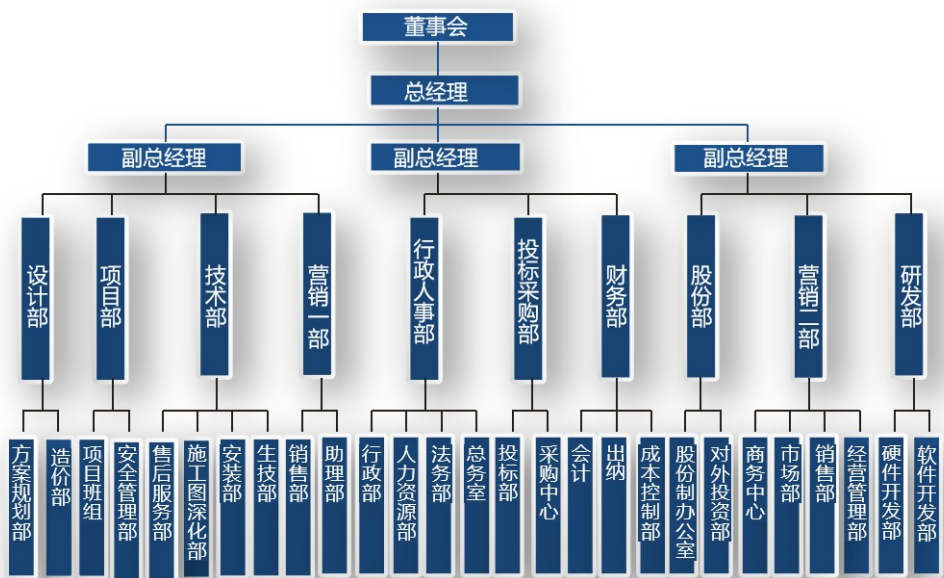 董事会
总经理
副总经理
副总经理
副总经理
设计部
项目部
技术部
营销一部
行政人事部
投标采购部
财务部
股份部
营销二部
研发部
方案规划部
造价部
项目班组
安全管理部
售后服务部
施工图深化部
安装部
生技部
销售部
助理部
行政部
人力资源部
法务部
总务室
投标部
采购中心
会计
出纳
成本控制部
股份制办公室
对外投资部
商务中心
市场部
销售部
经营管理部
硬件开发部
软件开发部